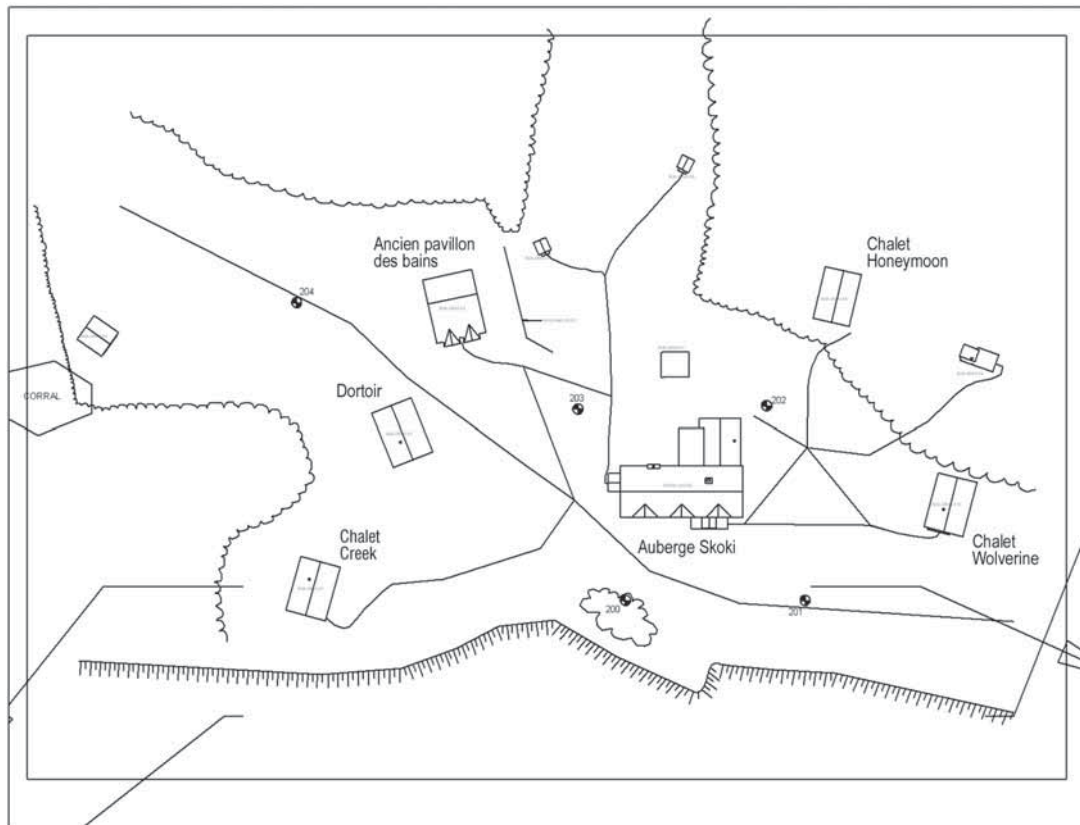 204
Ancien pavillon
des bains
Chalet
Honeymoon
CORRAL
Dortoir
203
202
Auberge Skoki
Chalet
Wolverine
Chalet
Creek
200
201